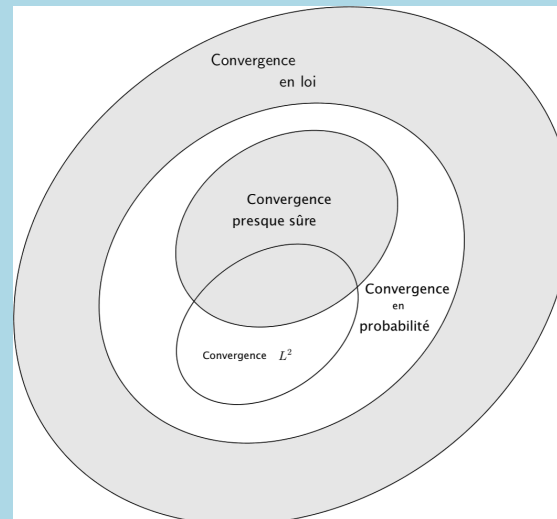 Convergence
en loi
Convergence
presque sûre
Convergence
en
probabilité
Convergence L²